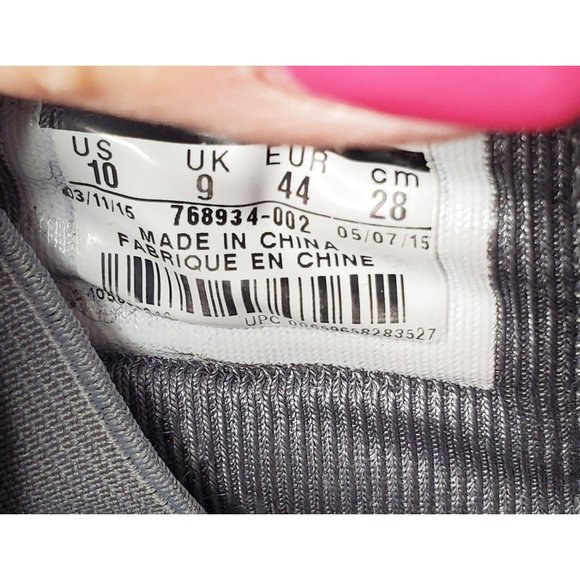 US UK EUR cm
10 9 44 28
03/11/15 768934-002 05/07/15
MADE IN CHINA
FABRIQUE EN CHINE
UPC 00659658283527